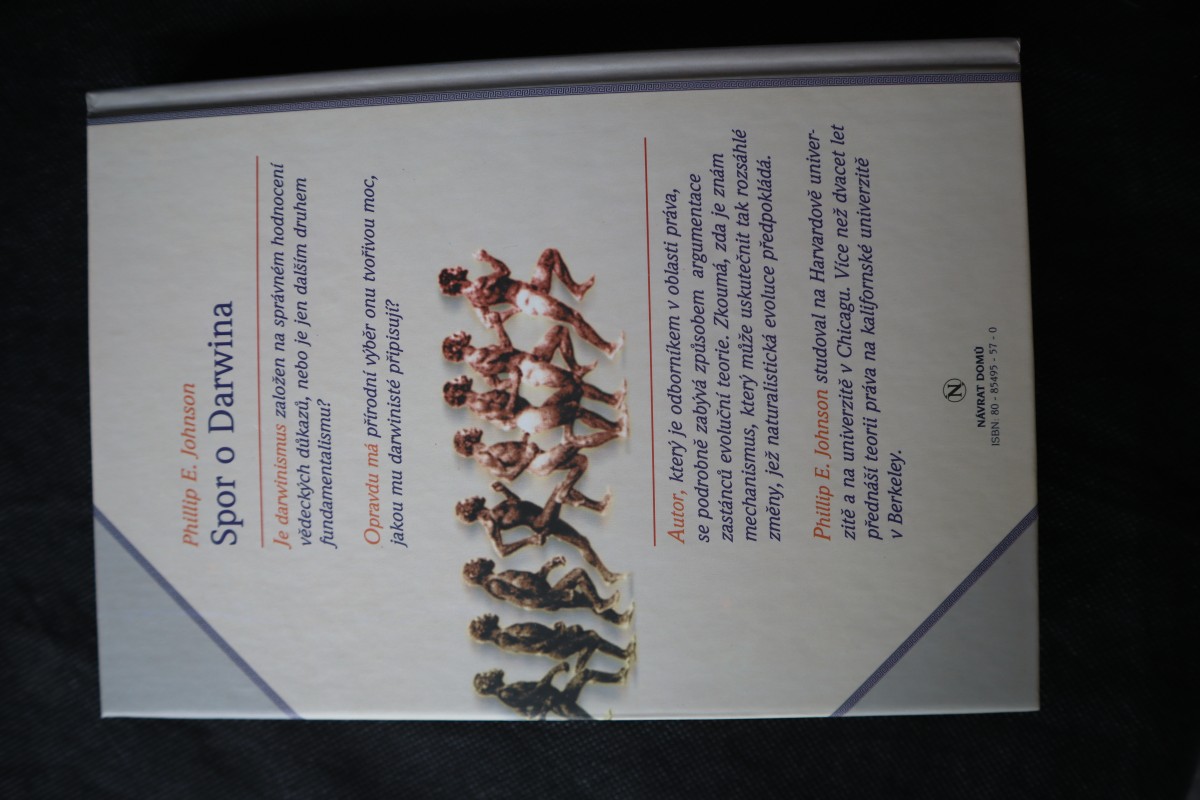 Phillip E. Johnson
Spor o Darwina
Je darwinismus založen na správném hodnocení
vědeckých důkazů, nebo je jen dalším druhem
fundamentalismu?
Opravdu má přírodní výběr onu tvořivou moc,
jakou mu darwinisté připisují?
Autor, který je odborníkem v oblasti práva,
se podrobně zabývá způsobem argumentace
zastánců evoluční teorie. Zkoumá, zda je znám
mechanismus, který může uskutečnit tak rozsáhlé
změny, jež naturalistická evoluce předpokládá.
Phillip E. Johnson studoval na Harvardově univer-
zitě a na univerzitě v Chicagu. Více než dvacet let
přednáší teorii práva na kalifornské univerzitě
v Berkeley.
N
NÁVRAT DOMŮ
ISBN: 80 - 85495 - 57 - 0